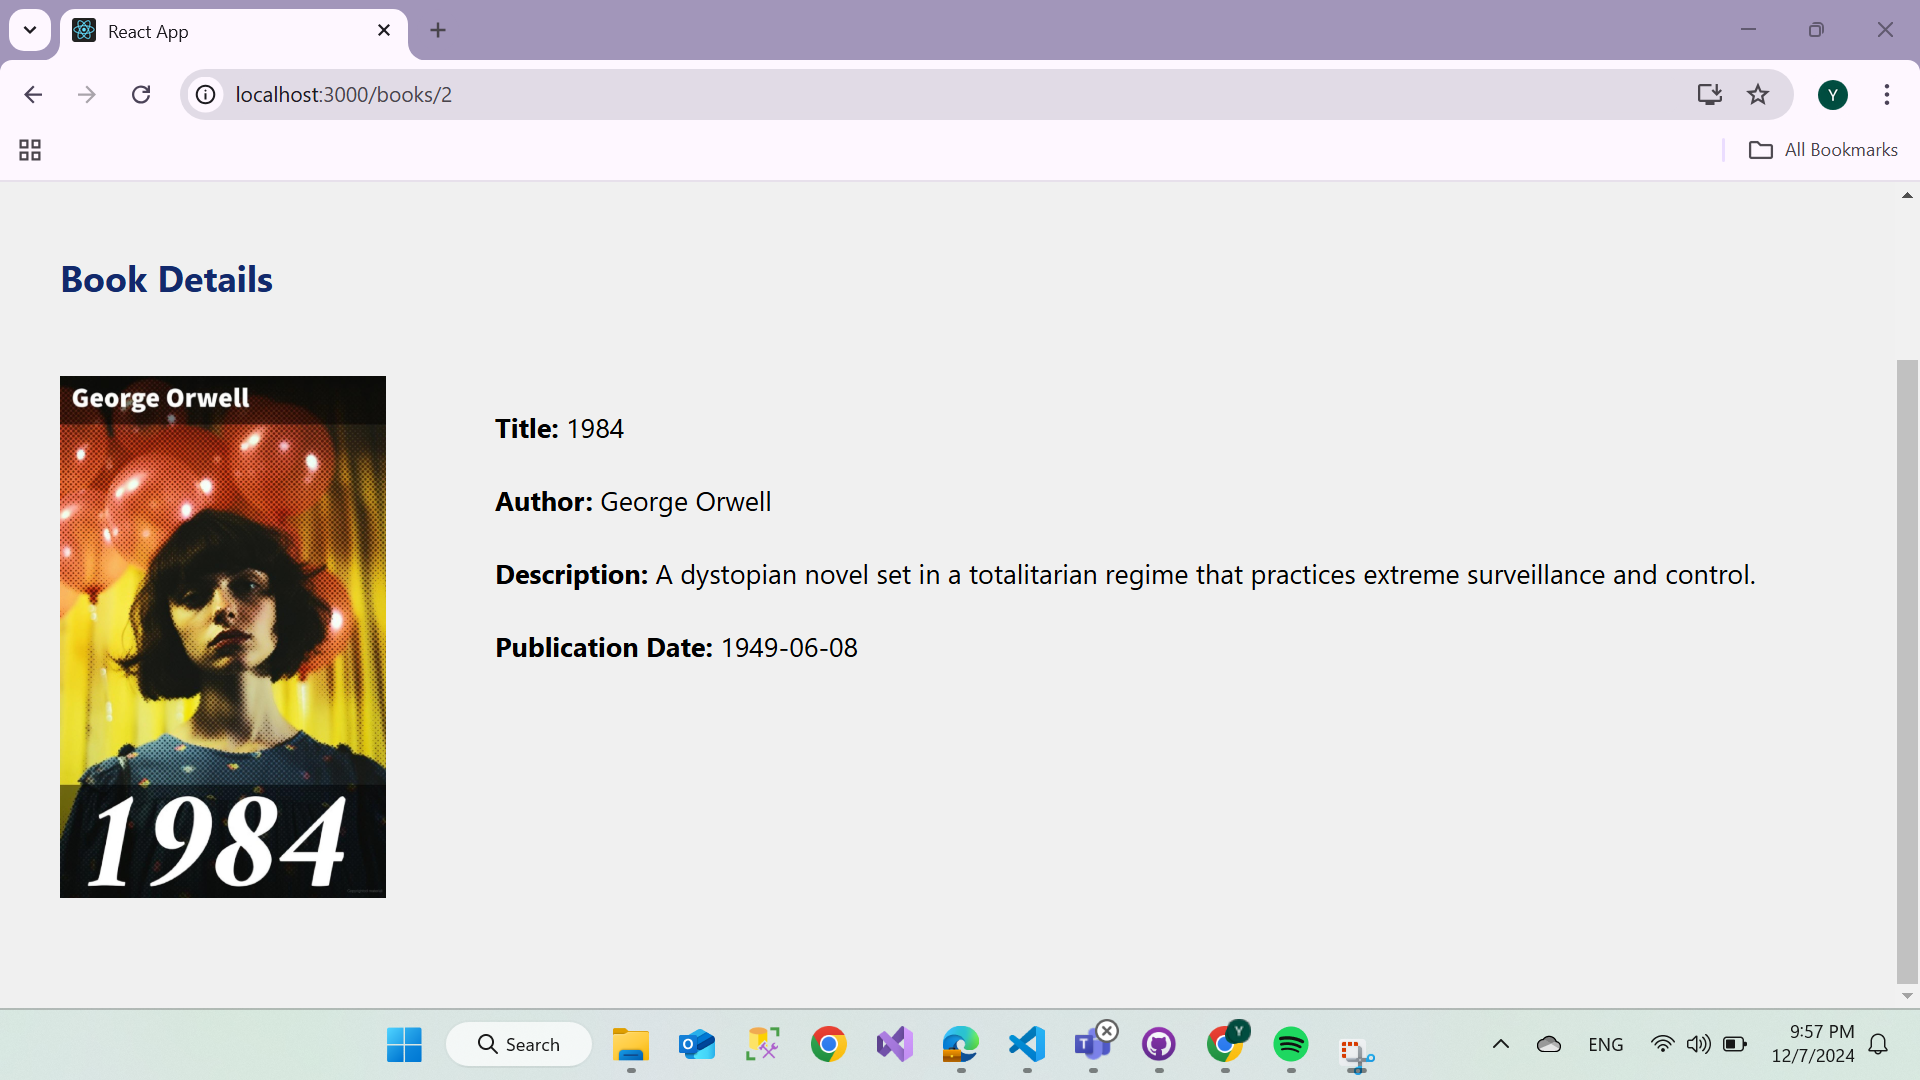 React App
localhost:3000/books/2
Y
All Bookmarks
Book Details
George Orwell
1984
Title: 1984
Author: George Orwell
Description: A dystopian novel set in a totalitarian regime that practices extreme surveillance and control.
Publication Date: 1949-06-08
Search
Y
ENG
9:57 PM
12/7/2024